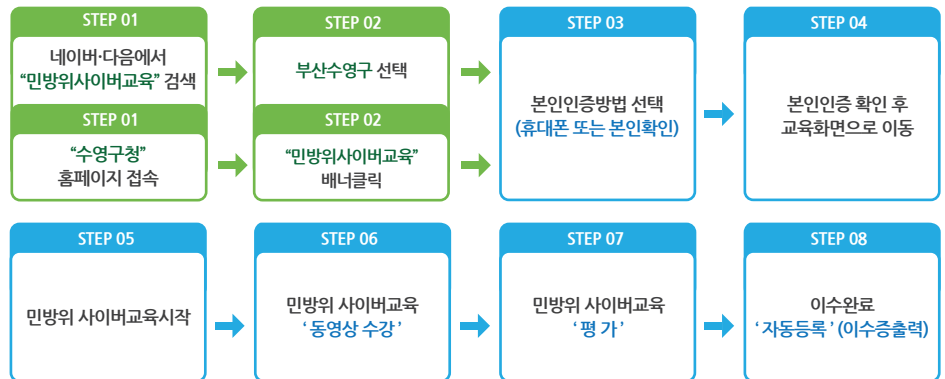 STEP 01
네이버·다음에서
“민방위사이버교육” 검색
STEP 01
“수영구청”
홈페이지 접속
STEP 02
부산수영구 선택
STEP 02
“민방위사이버교육”
배너클릭
STEP 03
본인인증방법 선택
(휴대폰 또는 본인확인)
STEP 04
본인인증 확인 후
교육화면으로 이동
STEP 05
민방위 사이버교육시작
STEP 06
민방위 사이버교육
‘ 동영상 수강 ’
STEP 07
민방위 사이버교육
‘ 평 가 ’
STEP 08
이수완료
‘ 자동등록 ’ (이수증출력)